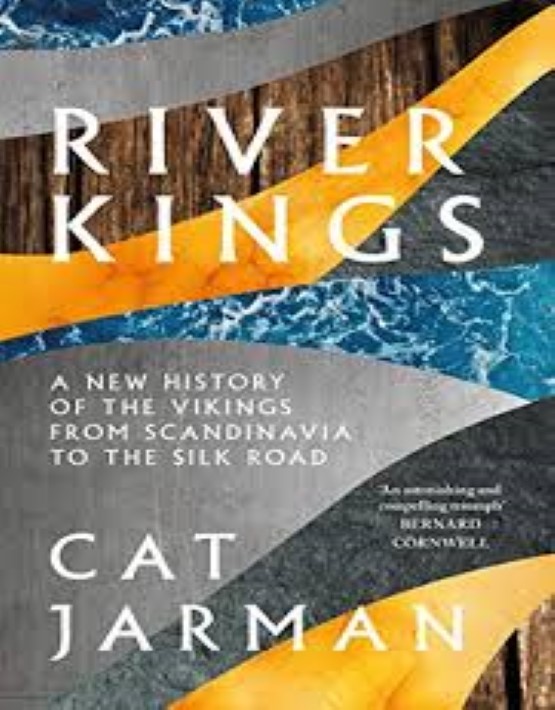 RIVER
KINGS
A NEW HISTORY
OF THE VIKINGS
FROM SCANDINAVIA
TO THE SILK ROAD
'An astonishing and
compelling triumph'
BERNARD
CORNWELL
CAT
JARMAN